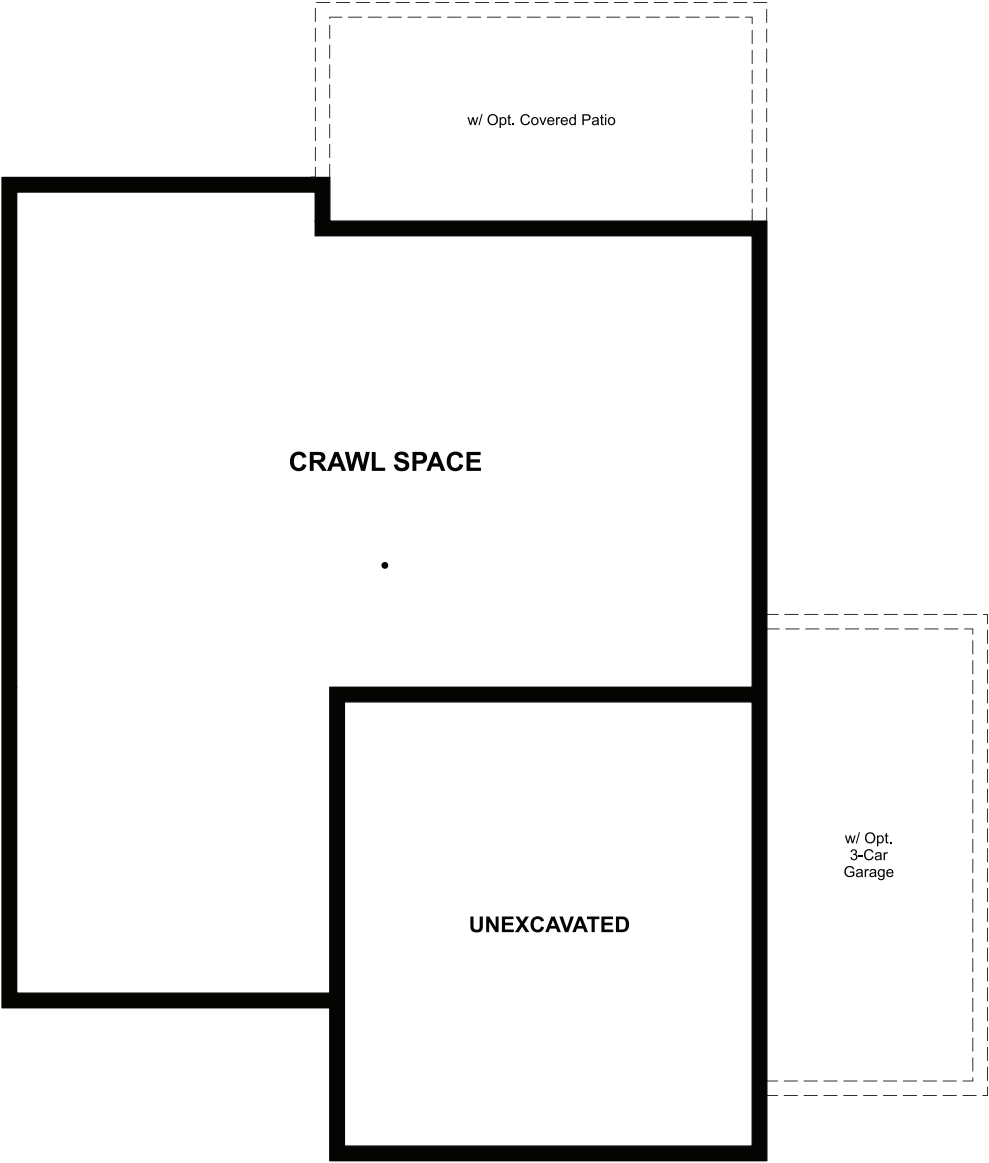 w/ Opt. Covered Patio
CRAWL SPACE
w/ Opt.
3-Car
Garage
UNEXCAVATED